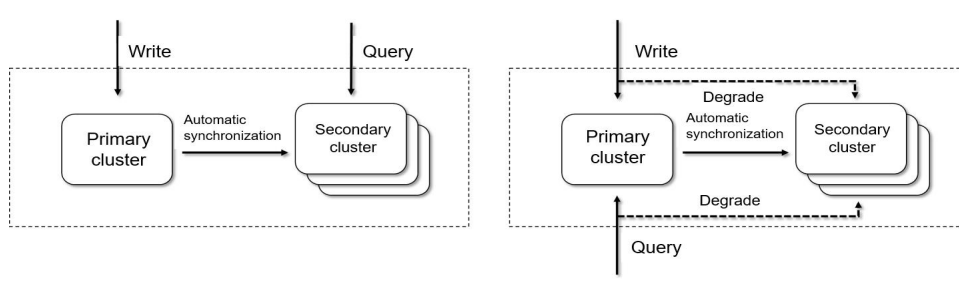 Write
Query
Primary
cluster
Automatic
synchronization
Secondary
cluster
Write
Degrade
Automatic
synchronization
Primary
cluster
Secondary
cluster
Degrade
Query